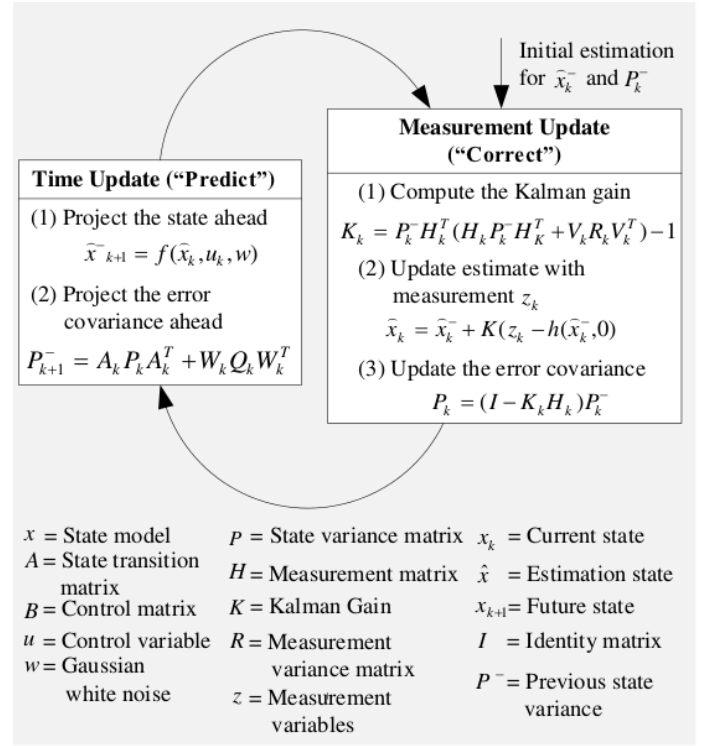 Initial estimation
for x̂ₖ⁻ and Pₖ⁻
Measurement Update
(“Correct”)
(1) Compute the Kalman gain
Kₖ = Pₖ⁻Hₖᵀ(HₖPₖ⁻H_Kᵀ + VₖRₖVₖᵀ) − 1
(2) Update estimate with
measurement zₖ
x̂ₖ = x̂ₖ⁻ + K(zₖ − h(x̂ₖ⁻,0)
(3) Update the error covariance
Pₖ = (I − KₖHₖ)Pₖ⁻
Time Update (“Predict”)
(1) Project the state ahead
x̂⁻ₖ₊₁ = f(x̂ₖ,uₖ,w)
(2) Project the error
covariance ahead
P⁻ₖ₊₁ = AₖPₖAₖᵀ + WₖQₖWₖᵀ
x = State model
A = State transition
matrix
B = Control matrix
u = Control variable
w = Gaussian
white noise
P = State variance matrix
H = Measurement matrix
K = Kalman Gain
R = Measurement
variance matrix
z = Measurement
variables
xₖ = Current state
x̂ = Estimation state
xₖ₊₁ = Future state
I = Identity matrix
P⁻ = Previous state
variance